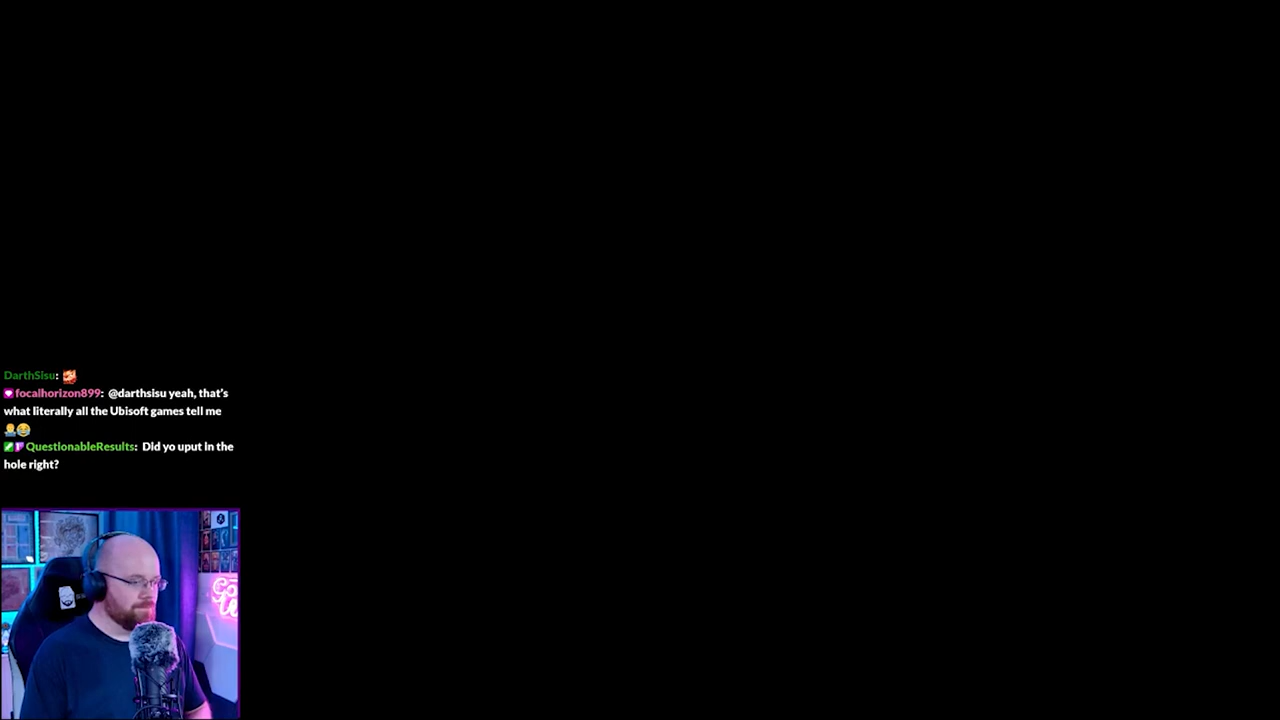 DarthSisu:
focalhorizon899: @darthsisu yeah, that's
what literally all the Ubisoft games tell me
QuestionableResults: Did yo uput in the
hole right?